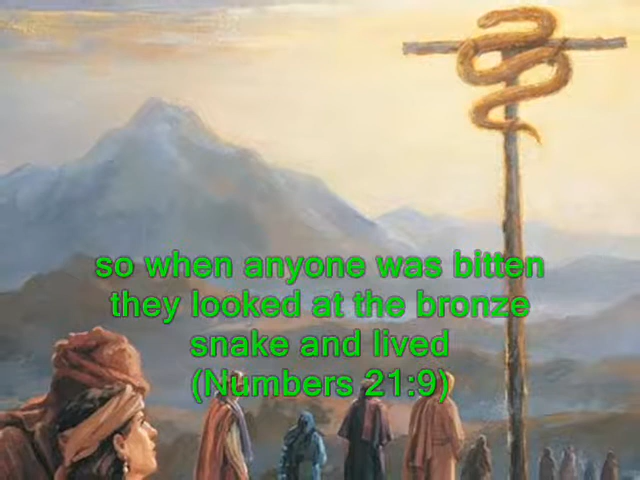 so when anyone was bitten
they looked at the bronze
snake and lived
(Numbers 21:9)